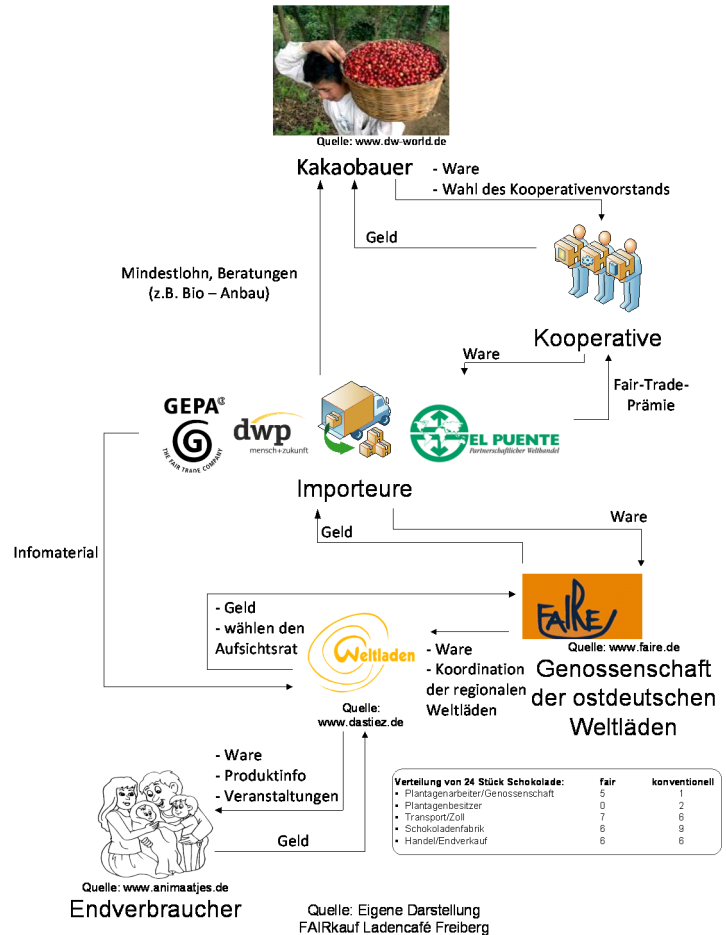 Quelle: www.dw-world.de
Kakaobauer
- Ware
- Wahl des Kooperativenvorstands
Geld
Mindestlohn, Beratungen
(z.B. Bio – Anbau)
Kooperative
Ware
Fair-Trade-
Prämie
GEPA
THE FAIR TRADE COMPANY
dwp
mensch+zukunft
EL PUENTE
Partnerschaftlicher Welthandel
Importeure
Ware
Geld
Infomaterial
- Geld
- wählen den
Aufsichtsrat
FAIRE
Quelle: www.faire.de
Genossenschaft
der ostdeutschen
Weltläden
Weltladen
- Ware
- Koordination
der regionalen
Weltläden
Quelle:
www.dastiez.de
- Ware
- Produktinfo
- Veranstaltungen
Geld
Verteilung von 24 Stück Schokolade: fair konventionell
▪ Plantagenarbeiter/Genossenschaft 5 1
▪ Plantagenbesitzer 0 2
▪ Transport/Zoll 7 6
▪ Schokoladenfabrik 6 9
▪ Handel/Endverkauf 6 6
Quelle: www.animaatjes.de
Endverbraucher
Quelle: Eigene Darstellung
FAIRkauf Ladencafé Freiberg